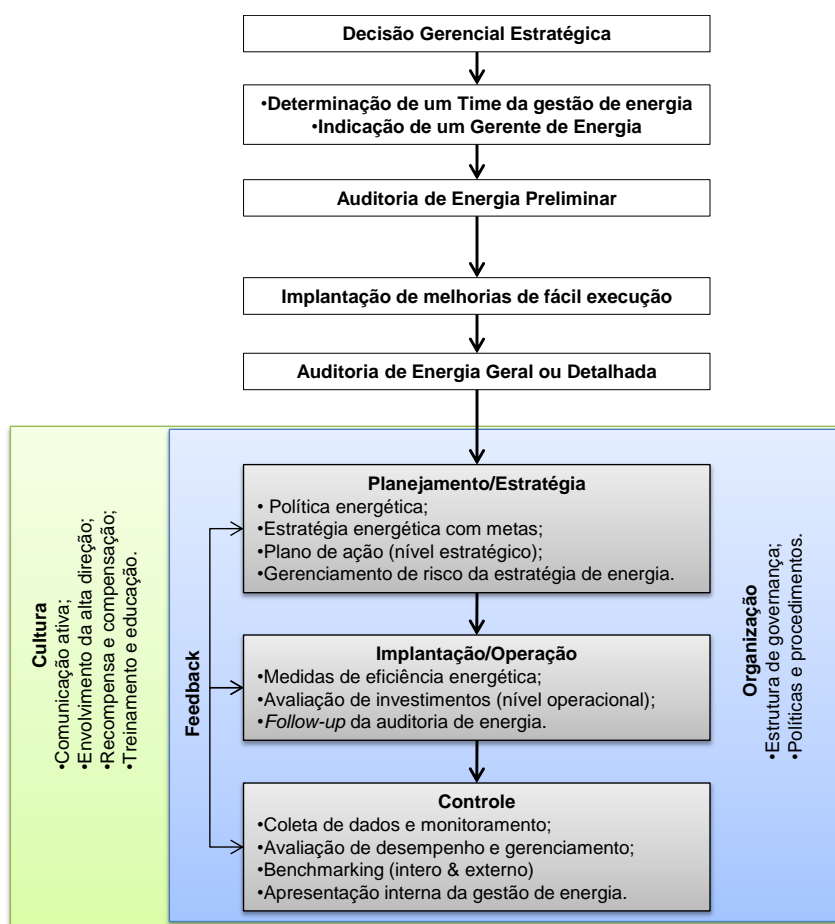 Decisão Gerencial Estratégica
•Determinação de um Time da gestão de energia
•Indicação de um Gerente de Energia
Auditoria de Energia Preliminar
Implantação de melhorias de fácil execução
Auditoria de Energia Geral ou Detalhada
Cultura
•Comunicação ativa;
•Envolvimento da alta direção;
•Recompensa e compensação;
•Treinamento e educação.
Feedback
Planejamento/Estratégia
• Política energética;
•Estratégia energética com metas;
•Plano de ação (nível estratégico);
•Gerenciamento de risco da estratégia de energia.
Implantação/Operação
•Medidas de eficiência energética;
•Avaliação de investimentos (nível operacional);
•Follow-up da auditoria de energia.
Controle
•Coleta de dados e monitoramento;
•Avaliação de desempenho e gerenciamento;
•Benchmarking (intero & externo)
•Apresentação interna da gestão de energia.
Organização
•Estrutura de governança;
•Políticas e procedimentos.